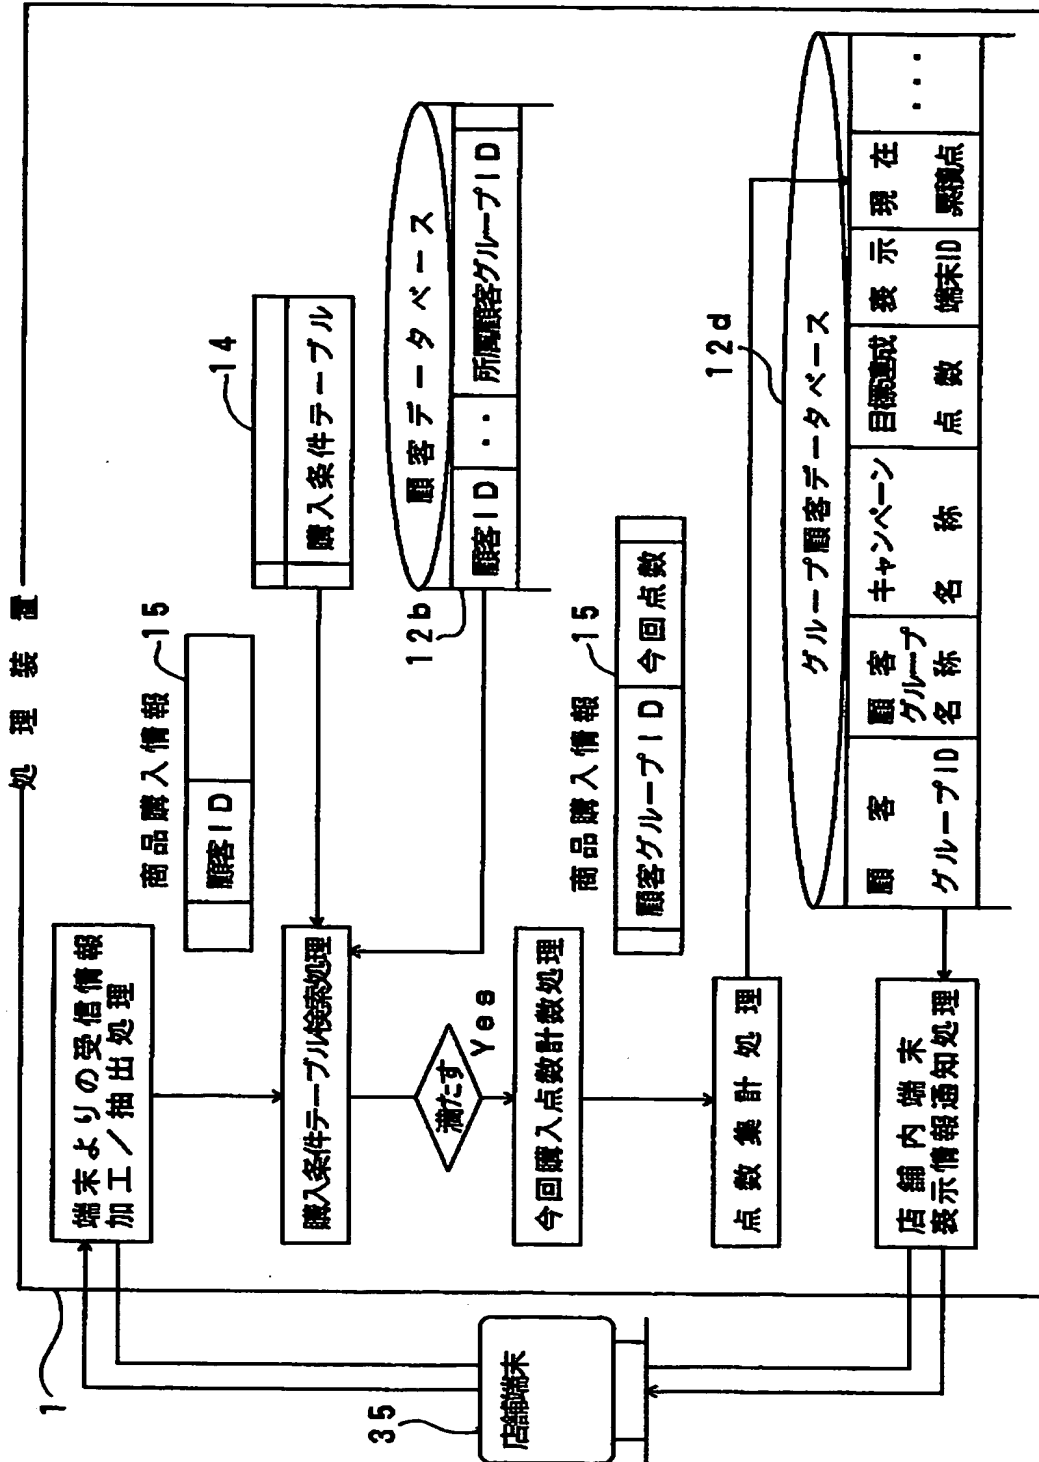 処理装置
1
端末よりの受信情報
加工／抽出処理
商品購入情報
15
顧客ID
14
購入条件テーブル
購入条件テーブル検索処理
顧客データベース
顧客ID
・・
所属顧客グループID
12b
満たす
Yes
今回購入点数計数処理
商品購入情報
15
顧客グループID
今回点数
点数集計処理
12d
グループ顧客データベース
顧客
グループID
顧客
グループ
名称
キャンペーン
名称
目標達成
点数
表示
端末ID
現在
累積点
・・・
店舗内端末
表示情報通知処理
店舗端末
35